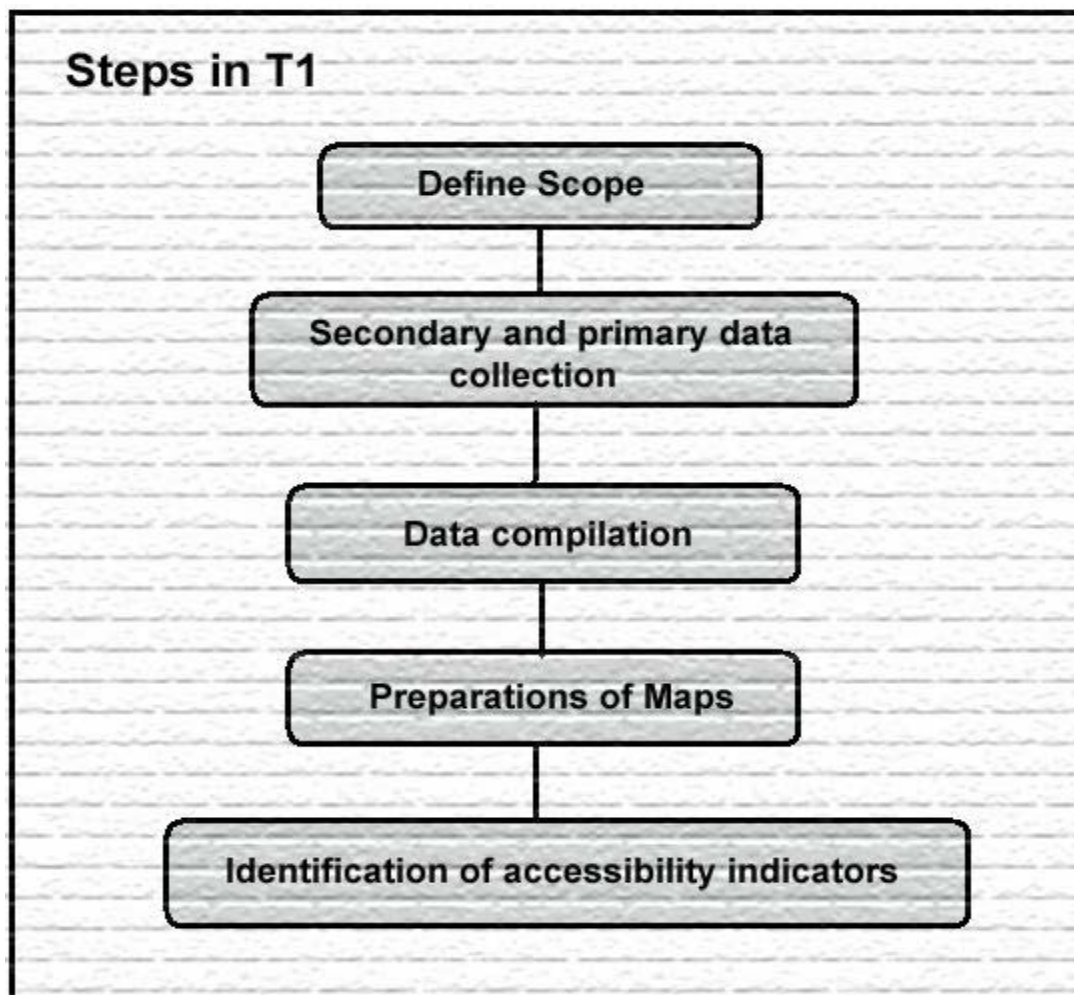 Steps in T1
Define Scope
Secondary and primary data
collection
Data compilation
Preparations of Maps
Identification of accessibility indicators